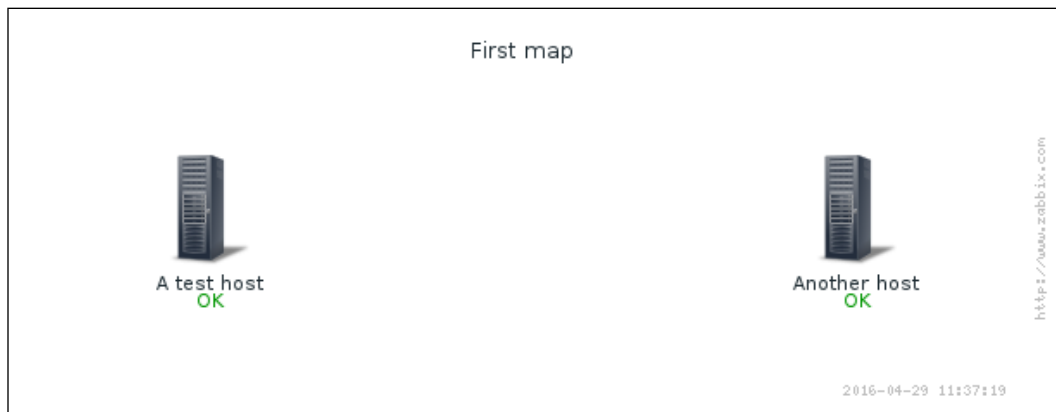 First map
A test host
OK
Another host
OK
http://www.zabbix.com
2016-04-29 11:37:19